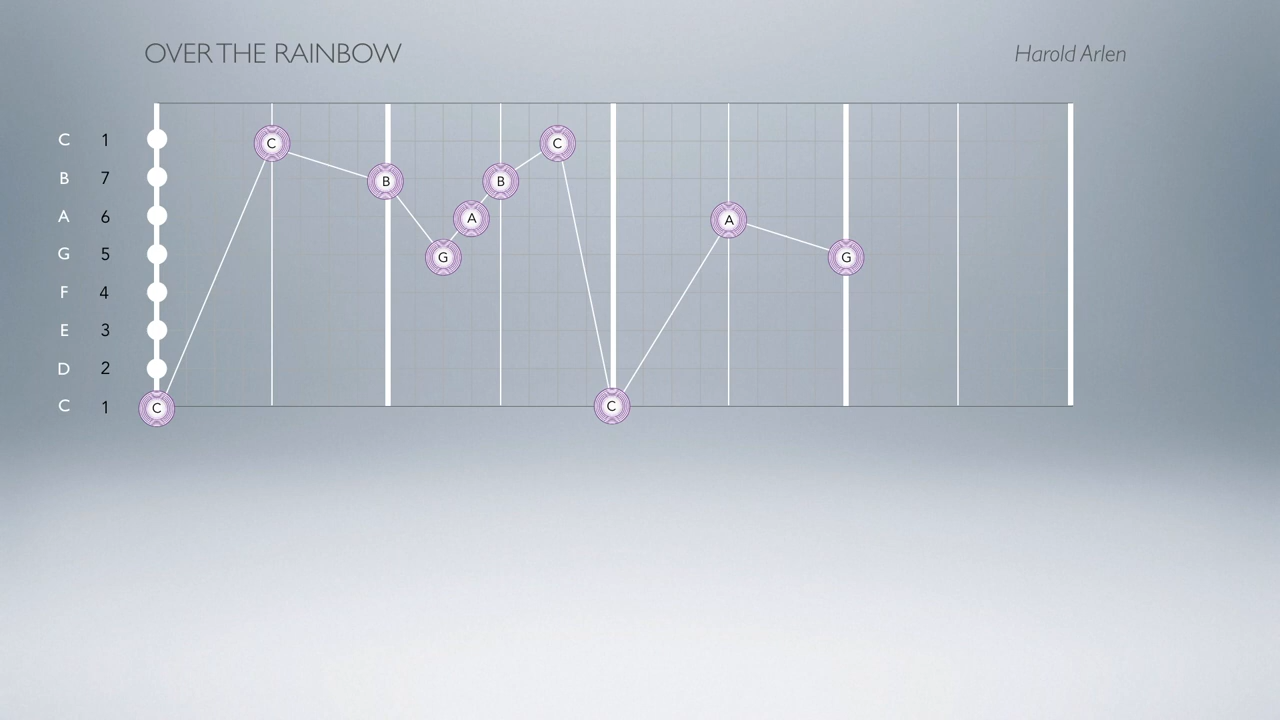 OVER THE RAINBOW
Harold Arlen
C 1 C C
B 7 B B
A 6 A A
G 5 G G
F 4
E 3
D 2
C 1 C C